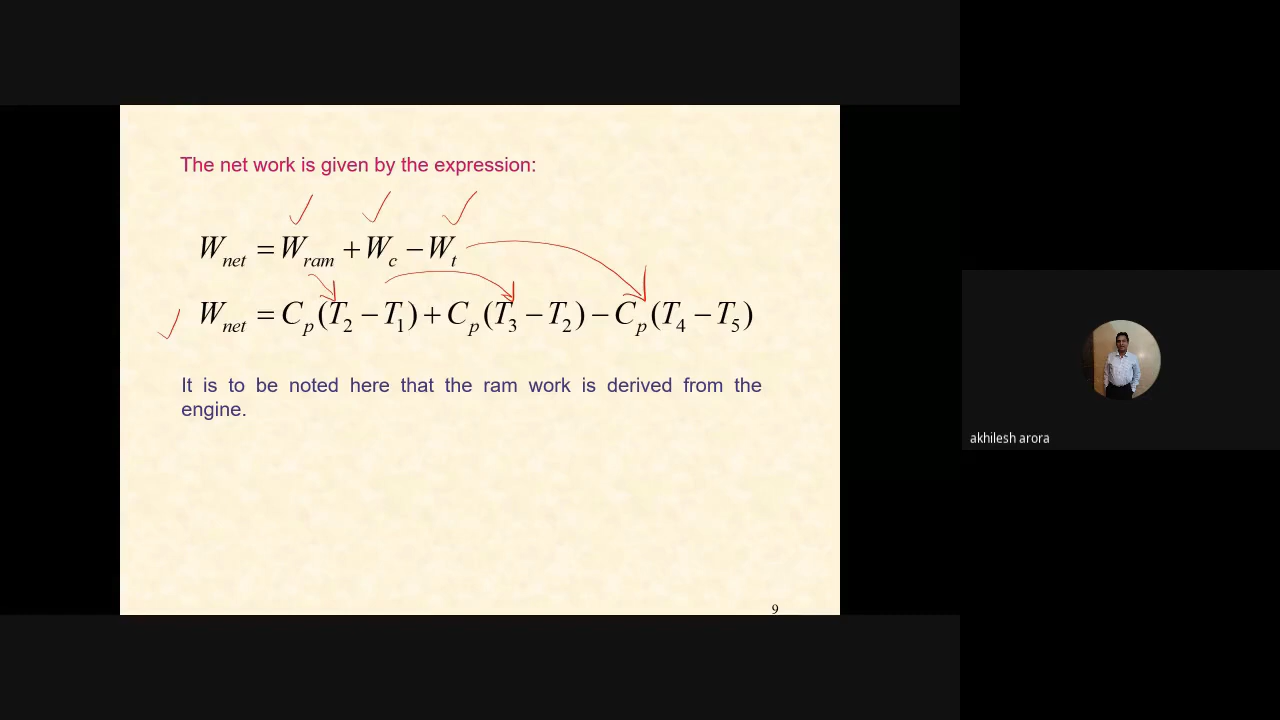 The net work is given by the expression:
W_net = W_ram + W_c − W_t
W_net = C_p(T_2 − T_1) + C_p(T_3 − T_2) − C_p(T_4 − T_5)
It is to be noted here that the ram work is derived from the
engine.
9
akhilesh arora